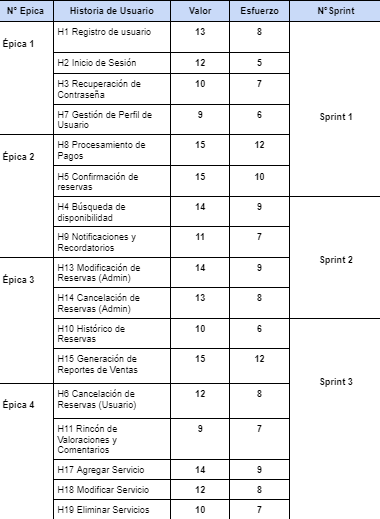 N° Epica Historia de Usuario Valor Esfuerzo N°Sprint
Épica 1
H1 Registro de usuario 13 8
H2 Inicio de Sesión 12 5
H3 Recuperación de
Contraseña 10 7
H7 Gestión de Perfil de
Usuario 9 6
Sprint 1
Épica 2
H8 Procesamiento de
Pagos 15 12
H5 Confirmación de
reservas 15 10
H4 Búsqueda de
disponibilidad 14 9
H9 Notificaciones y
Recordatorios 11 7
Sprint 2
Épica 3
H13 Modificación de
Reservas (Admin) 14 9
H14 Cancelación de
Reservas (Admin) 13 8
H10 Histórico de
Reservas 10 6
H15 Generación de
Reportes de Ventas 15 12
Sprint 3
Épica 4
H6 Cancelación de
Reservas (Usuario) 12 8
H11 Rincón de
Valoraciones y
Comentarios 9 7
H17 Agregar Servicio 14 9
H18 Modificar Servicio 12 8
H19 Eliminar Servicios 10 7